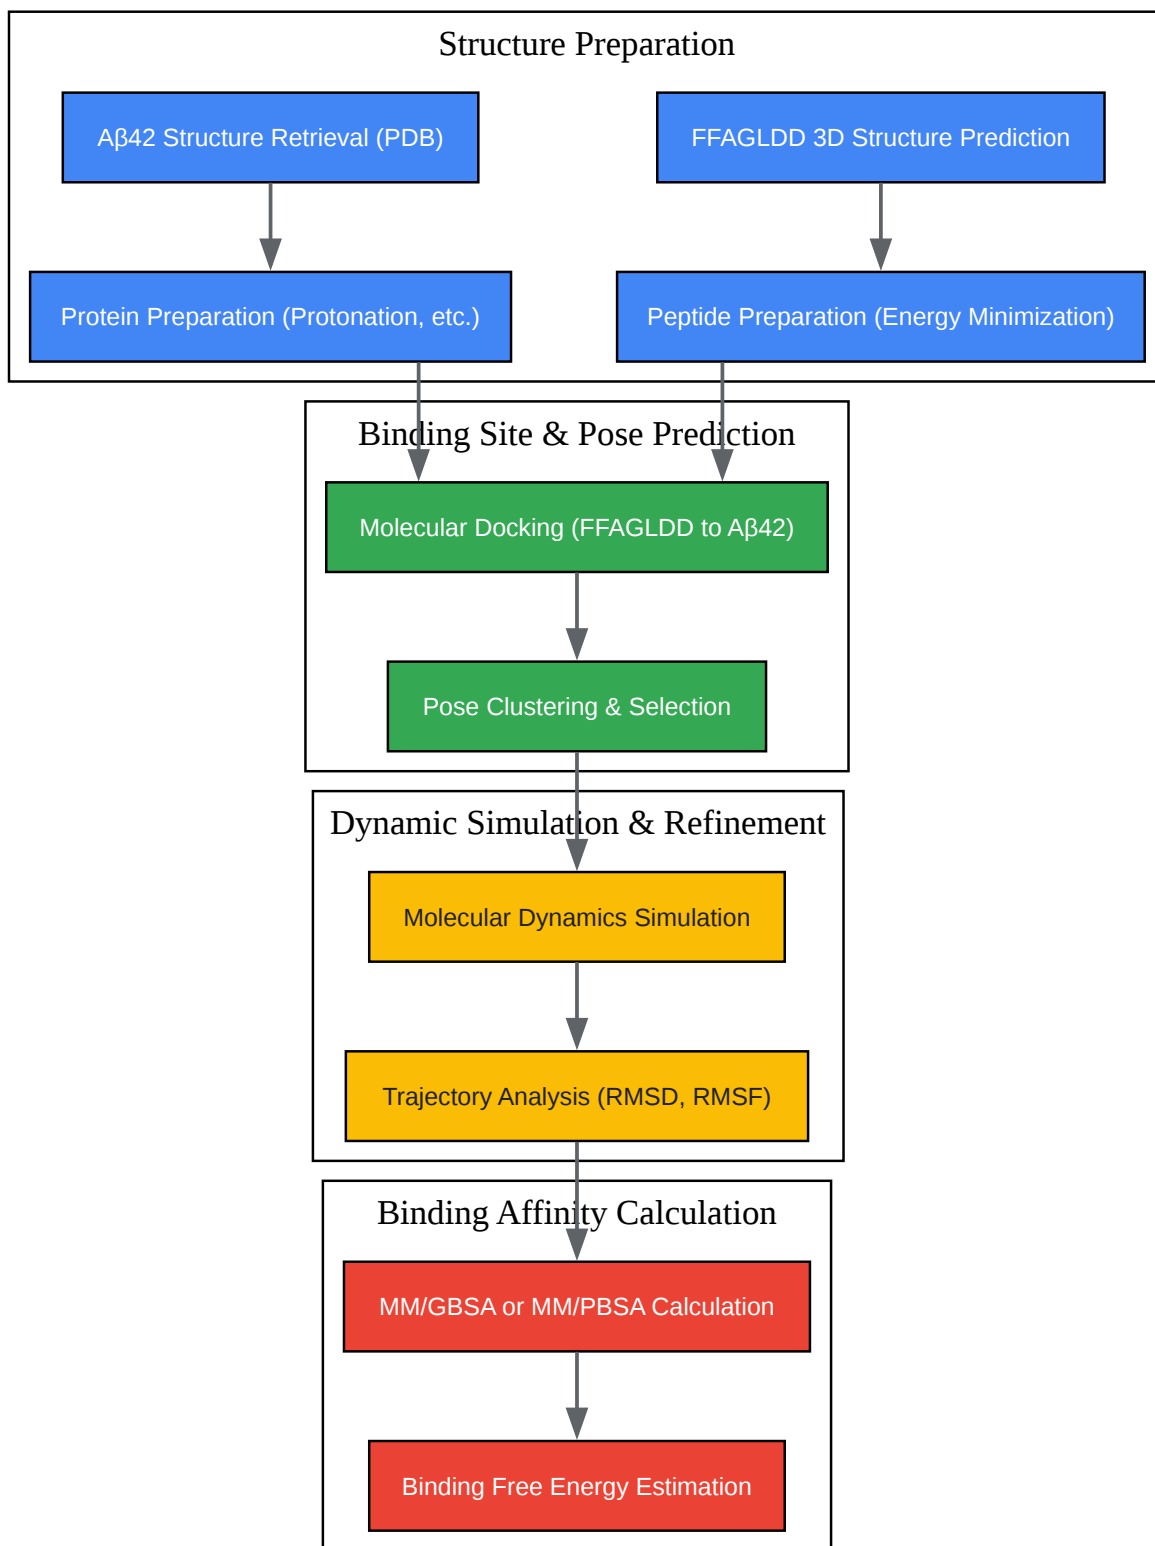 Structure Preparation
Aβ42 Structure Retrieval (PDB)
FFAGLDD 3D Structure Prediction
Protein Preparation (Protonation, etc.)
Peptide Preparation (Energy Minimization)
Binding Site & Pose Prediction
Molecular Docking (FFAGLDD to Aβ42)
Pose Clustering & Selection
Dynamic Simulation & Refinement
Molecular Dynamics Simulation
Trajectory Analysis (RMSD, RMSF)
Binding Affinity Calculation
MM/GBSA or MM/PBSA Calculation
Binding Free Energy Estimation